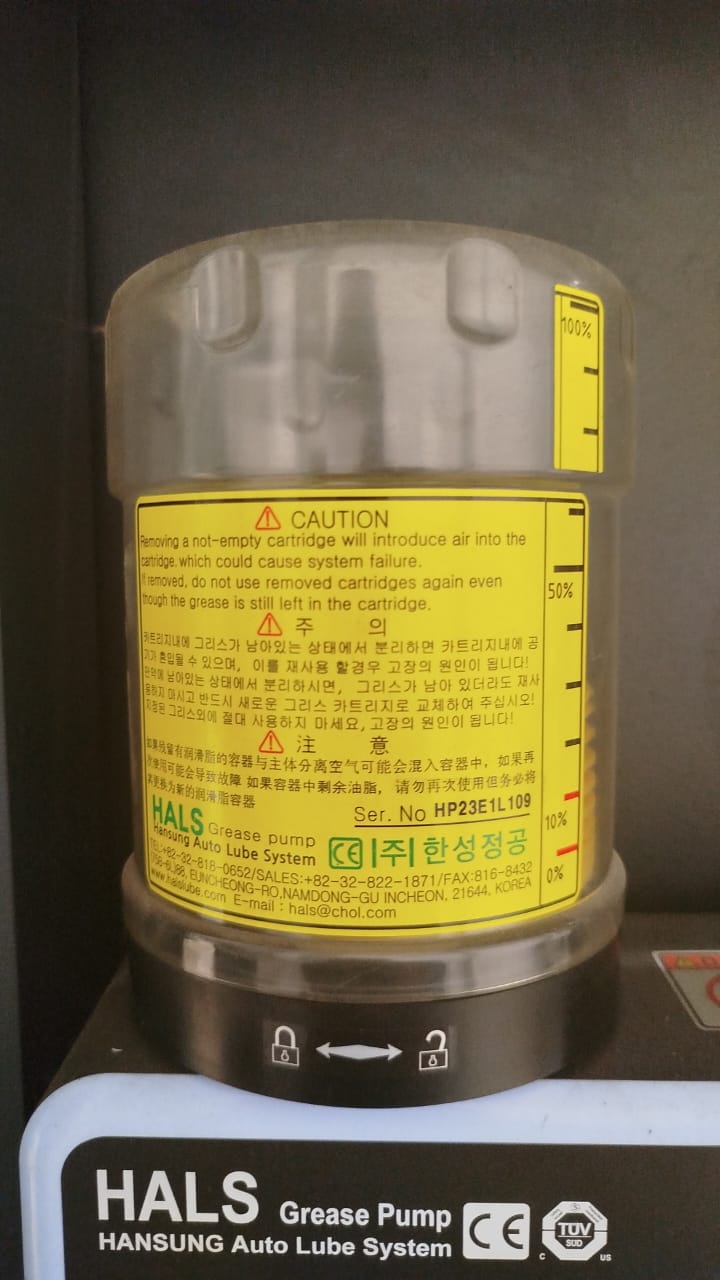 100%
CAUTION
Removing a not-empty cartridge will introduce air into the
cartridge. which could cause system failure.
If removed, do not use removed cartridges again even
though the grease is still left in the cartridge.
50%
주 의
카트리지내에 그리스가 남아있는 상태에서 분리하면 카트리지내에 공
기가 혼입될 수 있으며, 이를 재사용 할경우 고장의 원인이 됩니다!
만약에 남아있는 상태에서 분리하시면, 그리스가 남아 있더라도 재사
용하지 마시고 반드시 새로운 그리스 카트리지로 교체하여 주십시오!
지정된 그리스외에 절대 사용하지 마세요, 고장의 원인이 됩니다!
注 意
如果残留有润滑脂的容器与主体分离空气可能会混入容器中, 如果再
次使用可能会导致故障 如果容器中剩余油脂, 请勿再次使用但务必将
其更换为新的润滑脂容器
Ser. No HP23E1L109
10%
HALS Grease pump
Hansung Auto Lube System CE (주)한성정공
TEL:+82-32-818-0652/SALES:+82-32-822-1871/FAX:816-8432
EUNCHEONG-RO,NAMDONG-GU INCHEON, 21644, KOREA
0%
www.halslube.com E-mail : hals@chol.com
HALS Grease Pump
HANSUNG Auto Lube System
CE
TÜV
SÜD
C US